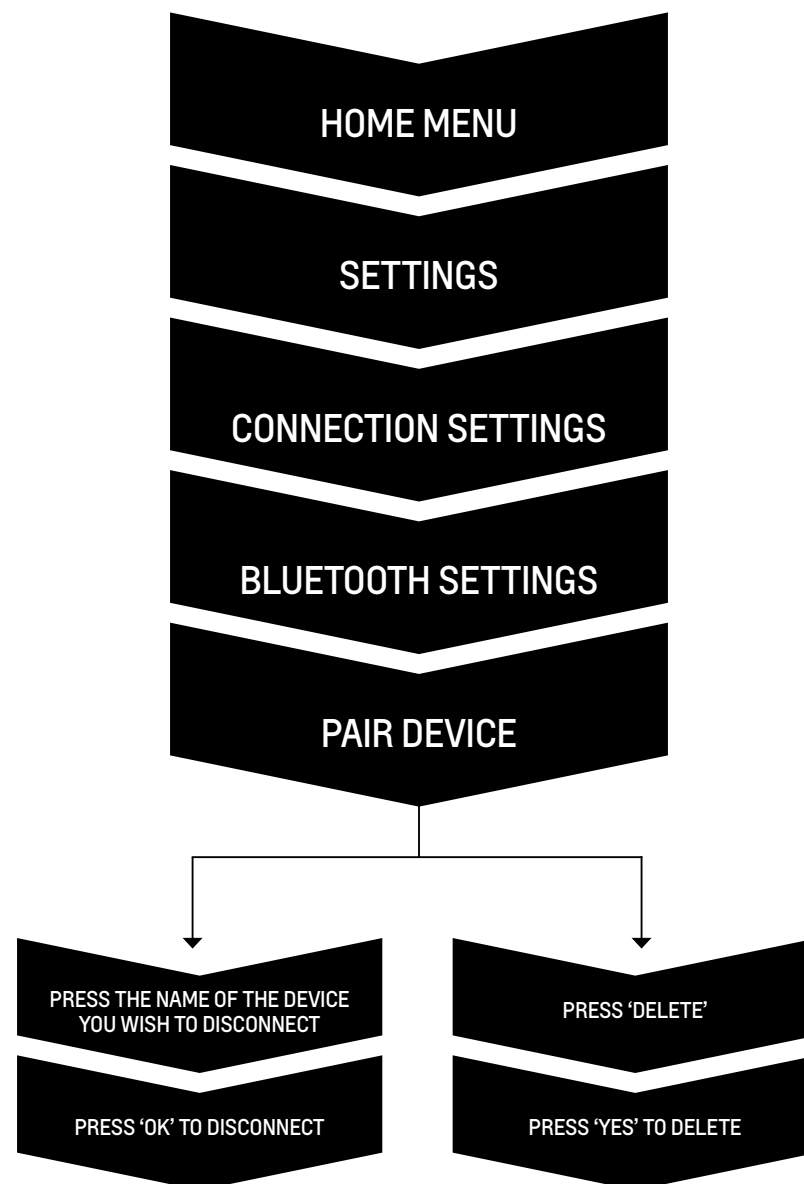 HOME MENU
SETTINGS
CONNECTION SETTINGS
BLUETOOTH SETTINGS
PAIR DEVICE
PRESS THE NAME OF THE DEVICE
YOU WISH TO DISCONNECT
PRESS ‘OK’ TO DISCONNECT
PRESS ‘DELETE’
PRESS ‘YES’ TO DELETE